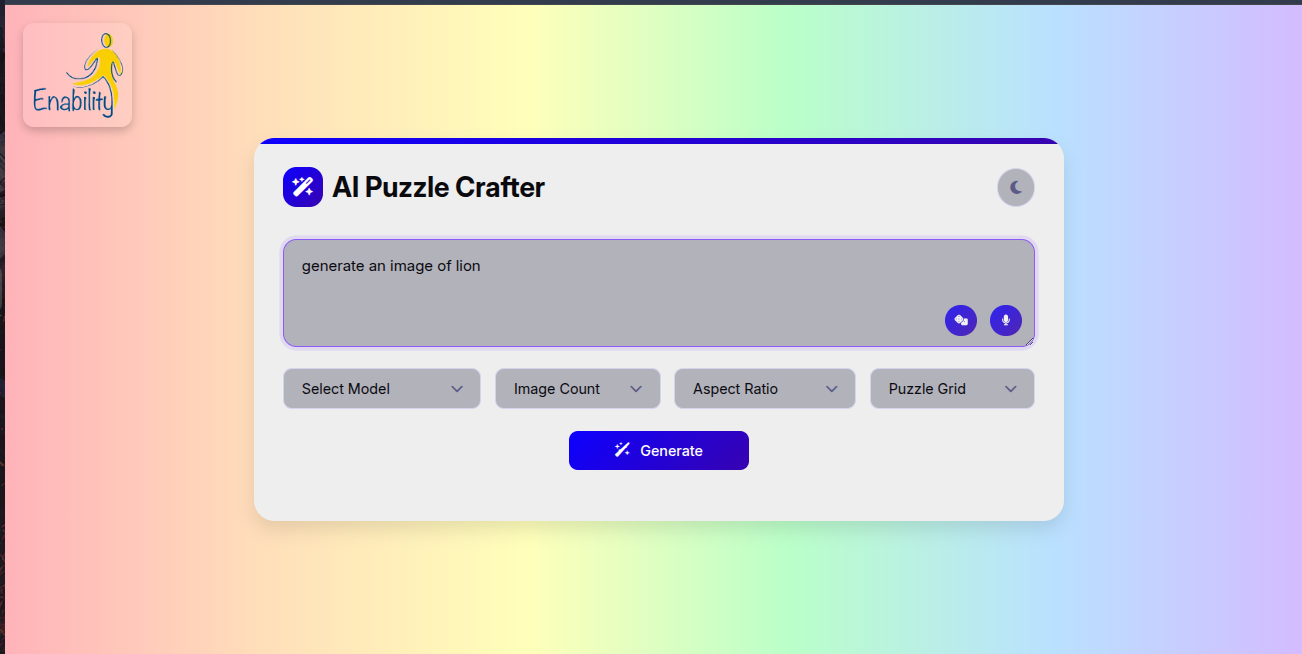 Enability
AI Puzzle Crafter
generate an image of lion
Select Model
Image Count
Aspect Ratio
Puzzle Grid
Generate